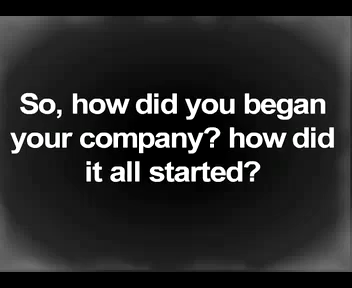 So, how did you began
your company? how did
it all started?